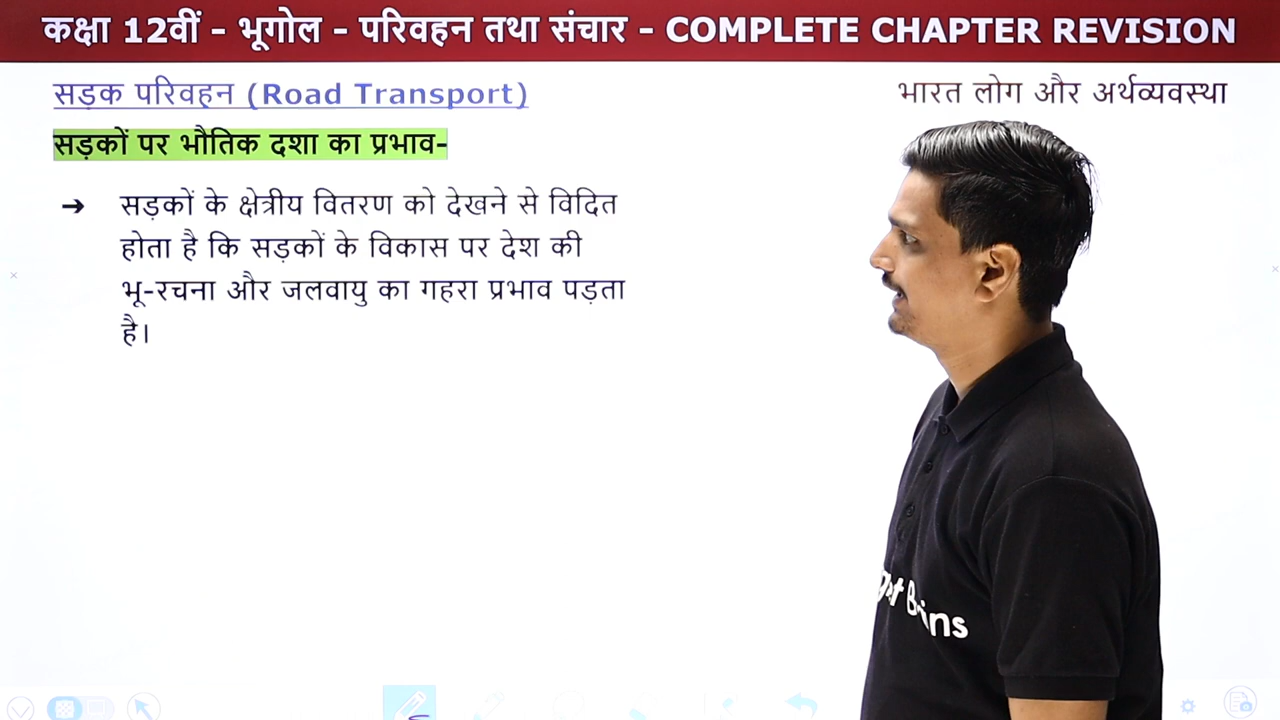 कक्षा 12वीं - भूगोल - परिवहन तथा संचार - COMPLETE CHAPTER REVISION
सड़क परिवहन (Road Transport)
भारत लोग और अर्थव्यवस्था
सड़कों पर भौतिक दशा का प्रभाव-
➔ सड़कों के क्षेत्रीय वितरण को देखने से विदित
होता है कि सड़कों के विकास पर देश की
भू-रचना और जलवायु का गहरा प्रभाव पड़ता
है।